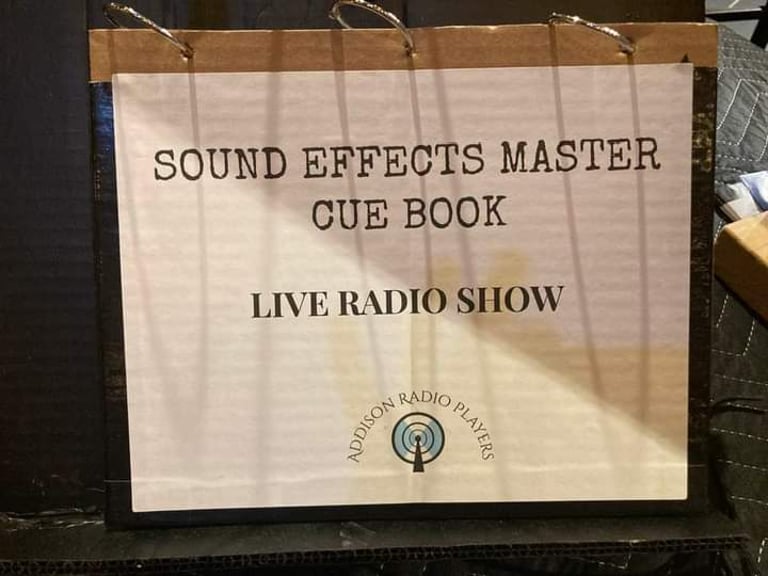 SOUND EFFECTS MASTER
CUE BOOK
LIVE RADIO SHOW
ADDISON RADIO PLAYERS